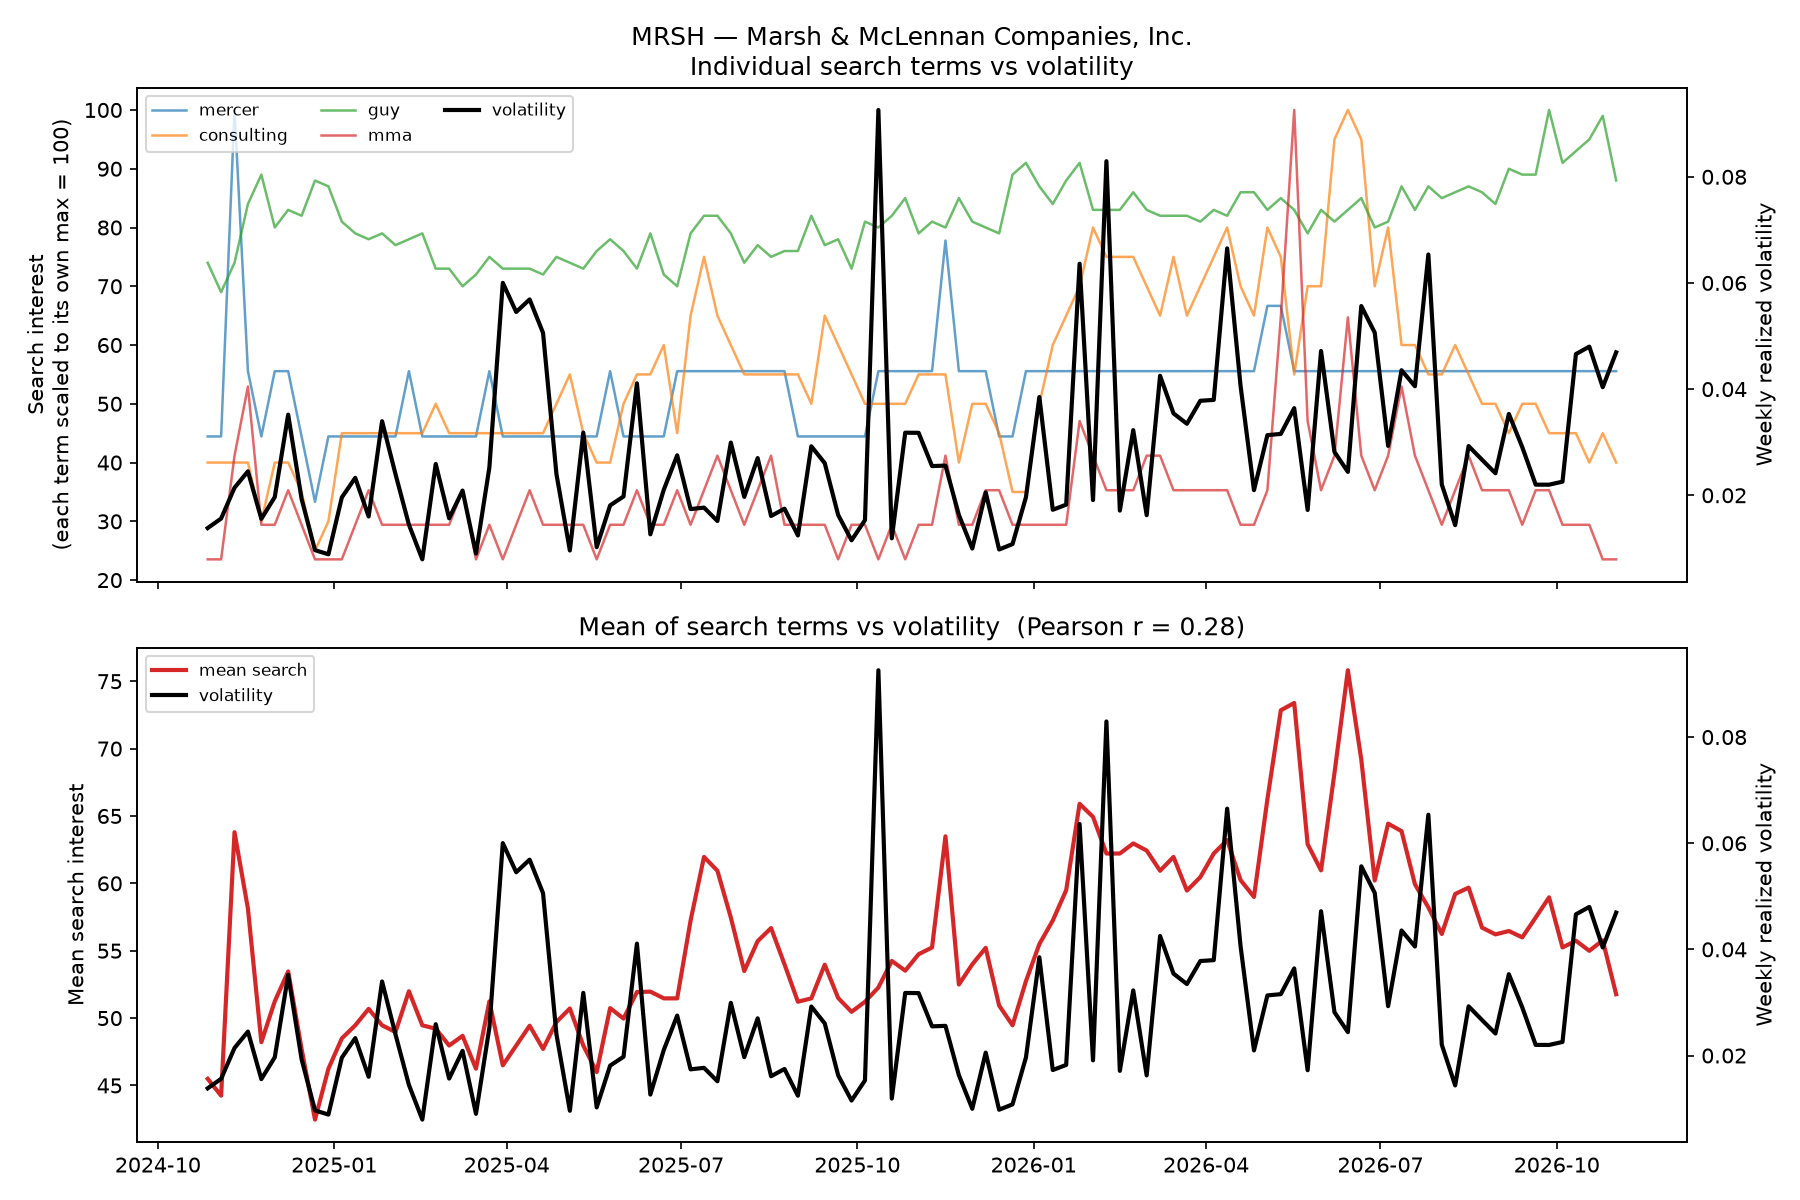 MRSH — Marsh & McLennan Companies, Inc.
Individual search terms vs volatility
mercer
consulting
guy
mma
volatility
Search interest
(each term scaled to its own max = 100)
100
90
80
70
60
50
40
30
20
0.08
0.06
0.04
0.02
Weekly realized volatility
Mean of search terms vs volatility  (Pearson r = 0.28)
mean search
volatility
Mean search interest
75
70
65
60
55
50
45
0.08
0.06
0.04
0.02
Weekly realized volatility
2024-10
2025-01
2025-04
2025-07
2025-10
2026-01
2026-04
2026-07
2026-10